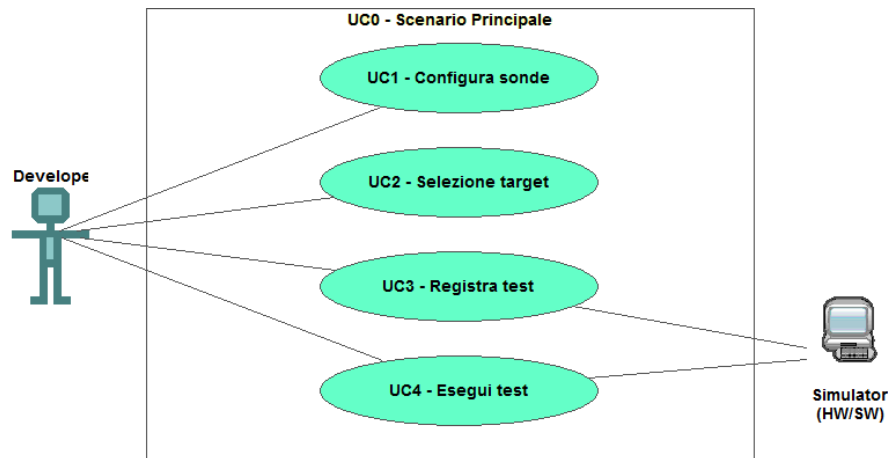 UC0 - Scenario Principale
UC1 - Configura sonde
Develope
UC2 - Selezione target
UC3 - Registra test
UC4 - Esegui test
Simulator
(HW/SW)